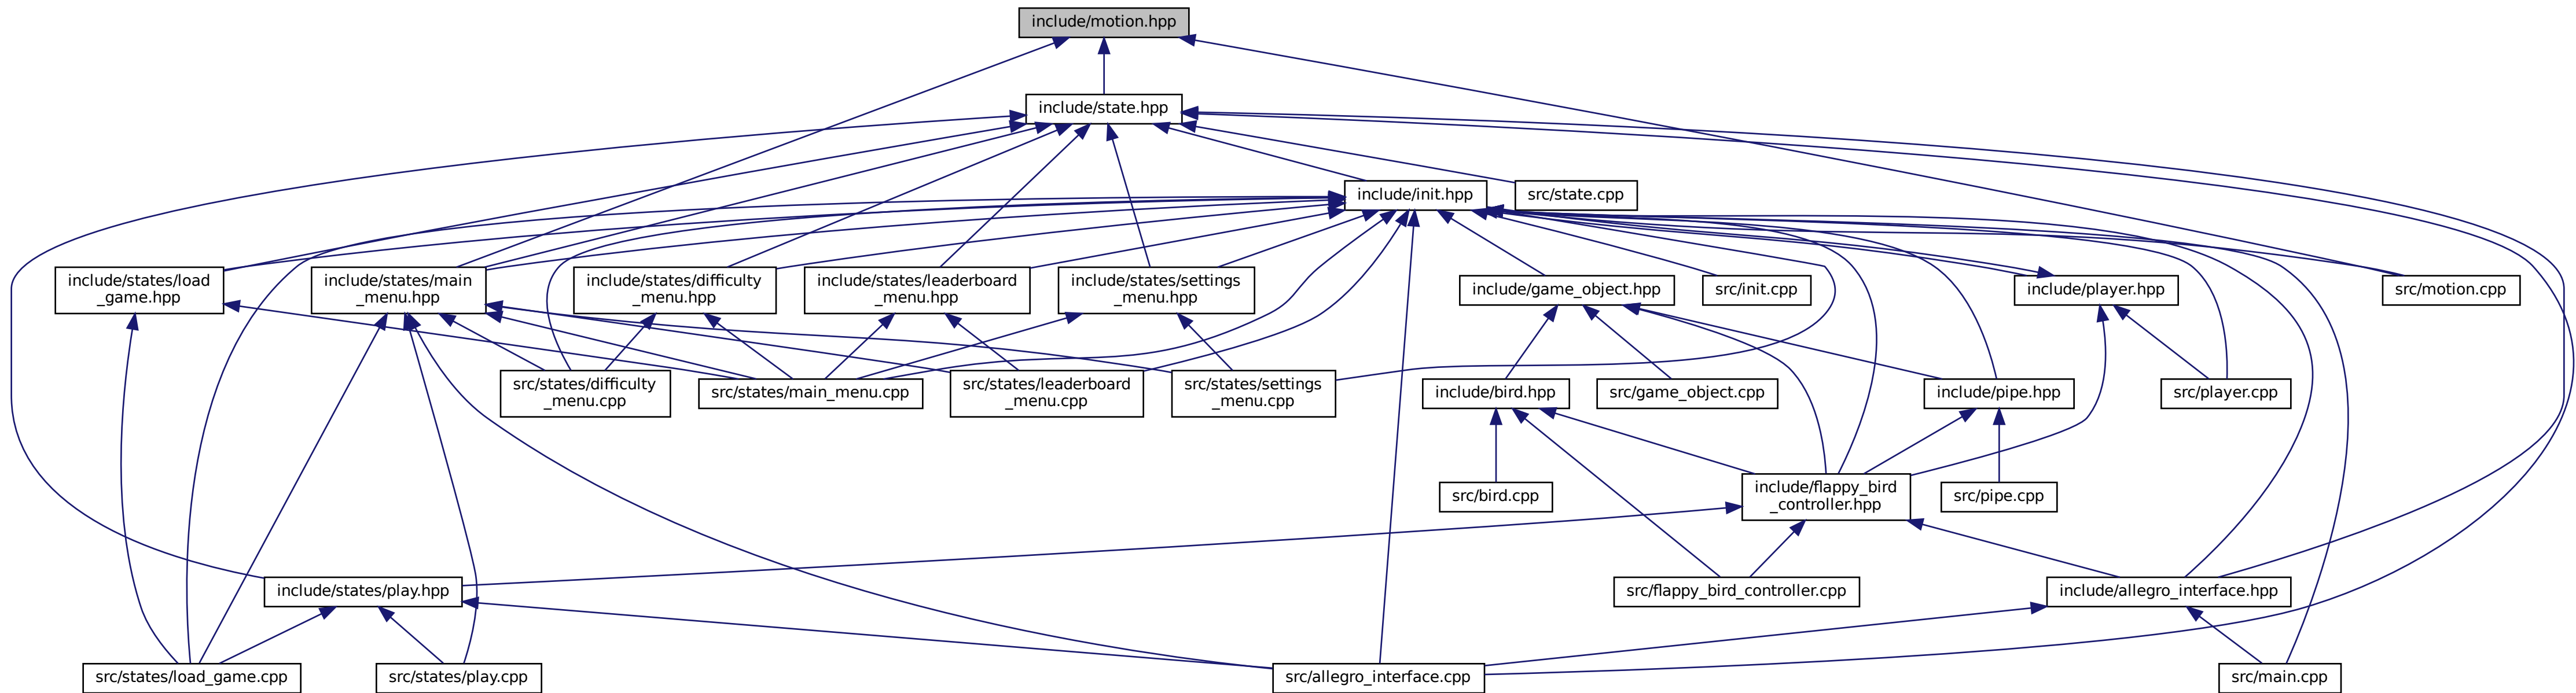 include/motion.hpp
include/state.hpp
include/init.hpp
src/state.cpp
include/states/load
_game.hpp
include/states/main
_menu.hpp
include/states/difficulty
_menu.hpp
include/states/leaderboard
_menu.hpp
include/states/settings
_menu.hpp
include/game_object.hpp
src/init.cpp
include/player.hpp
src/motion.cpp
src/states/difficulty
_menu.cpp
src/states/main_menu.cpp
src/states/leaderboard
_menu.cpp
src/states/settings
_menu.cpp
include/bird.hpp
src/game_object.cpp
include/pipe.hpp
src/player.cpp
src/bird.cpp
include/flappy_bird
_controller.hpp
src/pipe.cpp
include/states/play.hpp
src/flappy_bird_controller.cpp
include/allegro_interface.hpp
src/states/load_game.cpp
src/states/play.cpp
src/allegro_interface.cpp
src/main.cpp